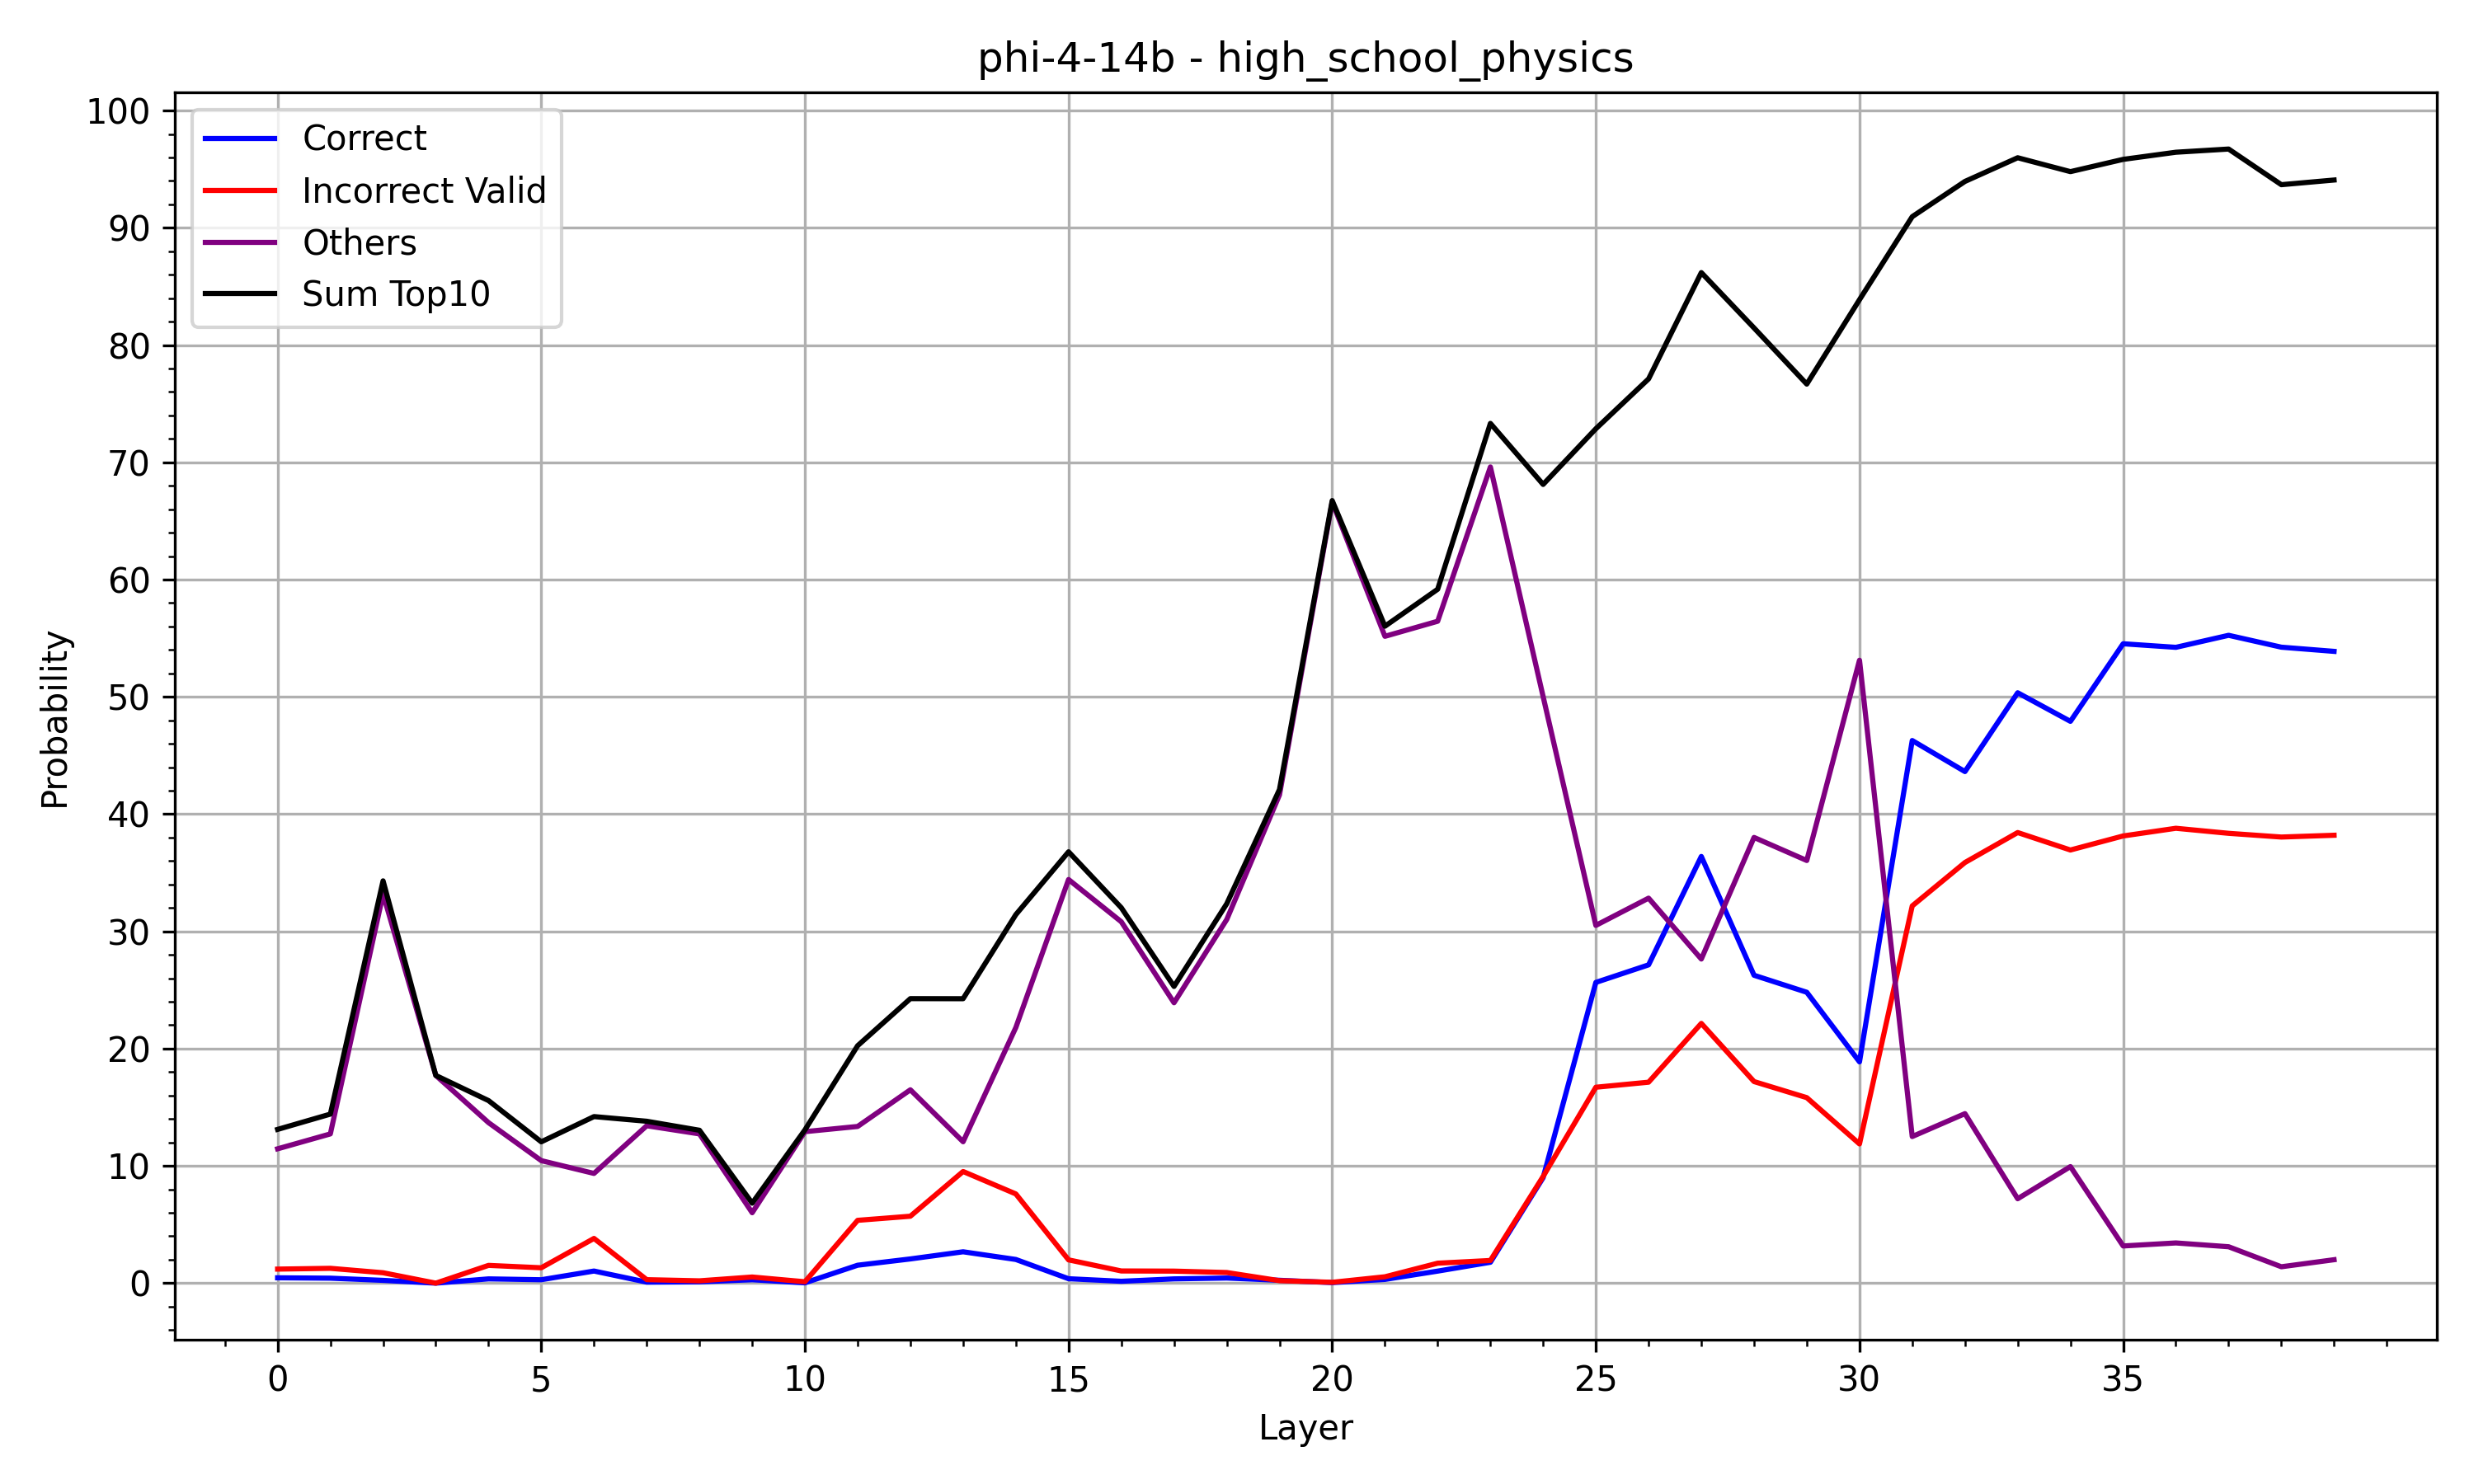 phi-4-14b - high_school_physics
Correct
Incorrect Valid
Others
Sum Top10
100
90
80
70
60
50
40
30
20
10
0
Probability
0 5 10 15 20 25 30 35
Layer